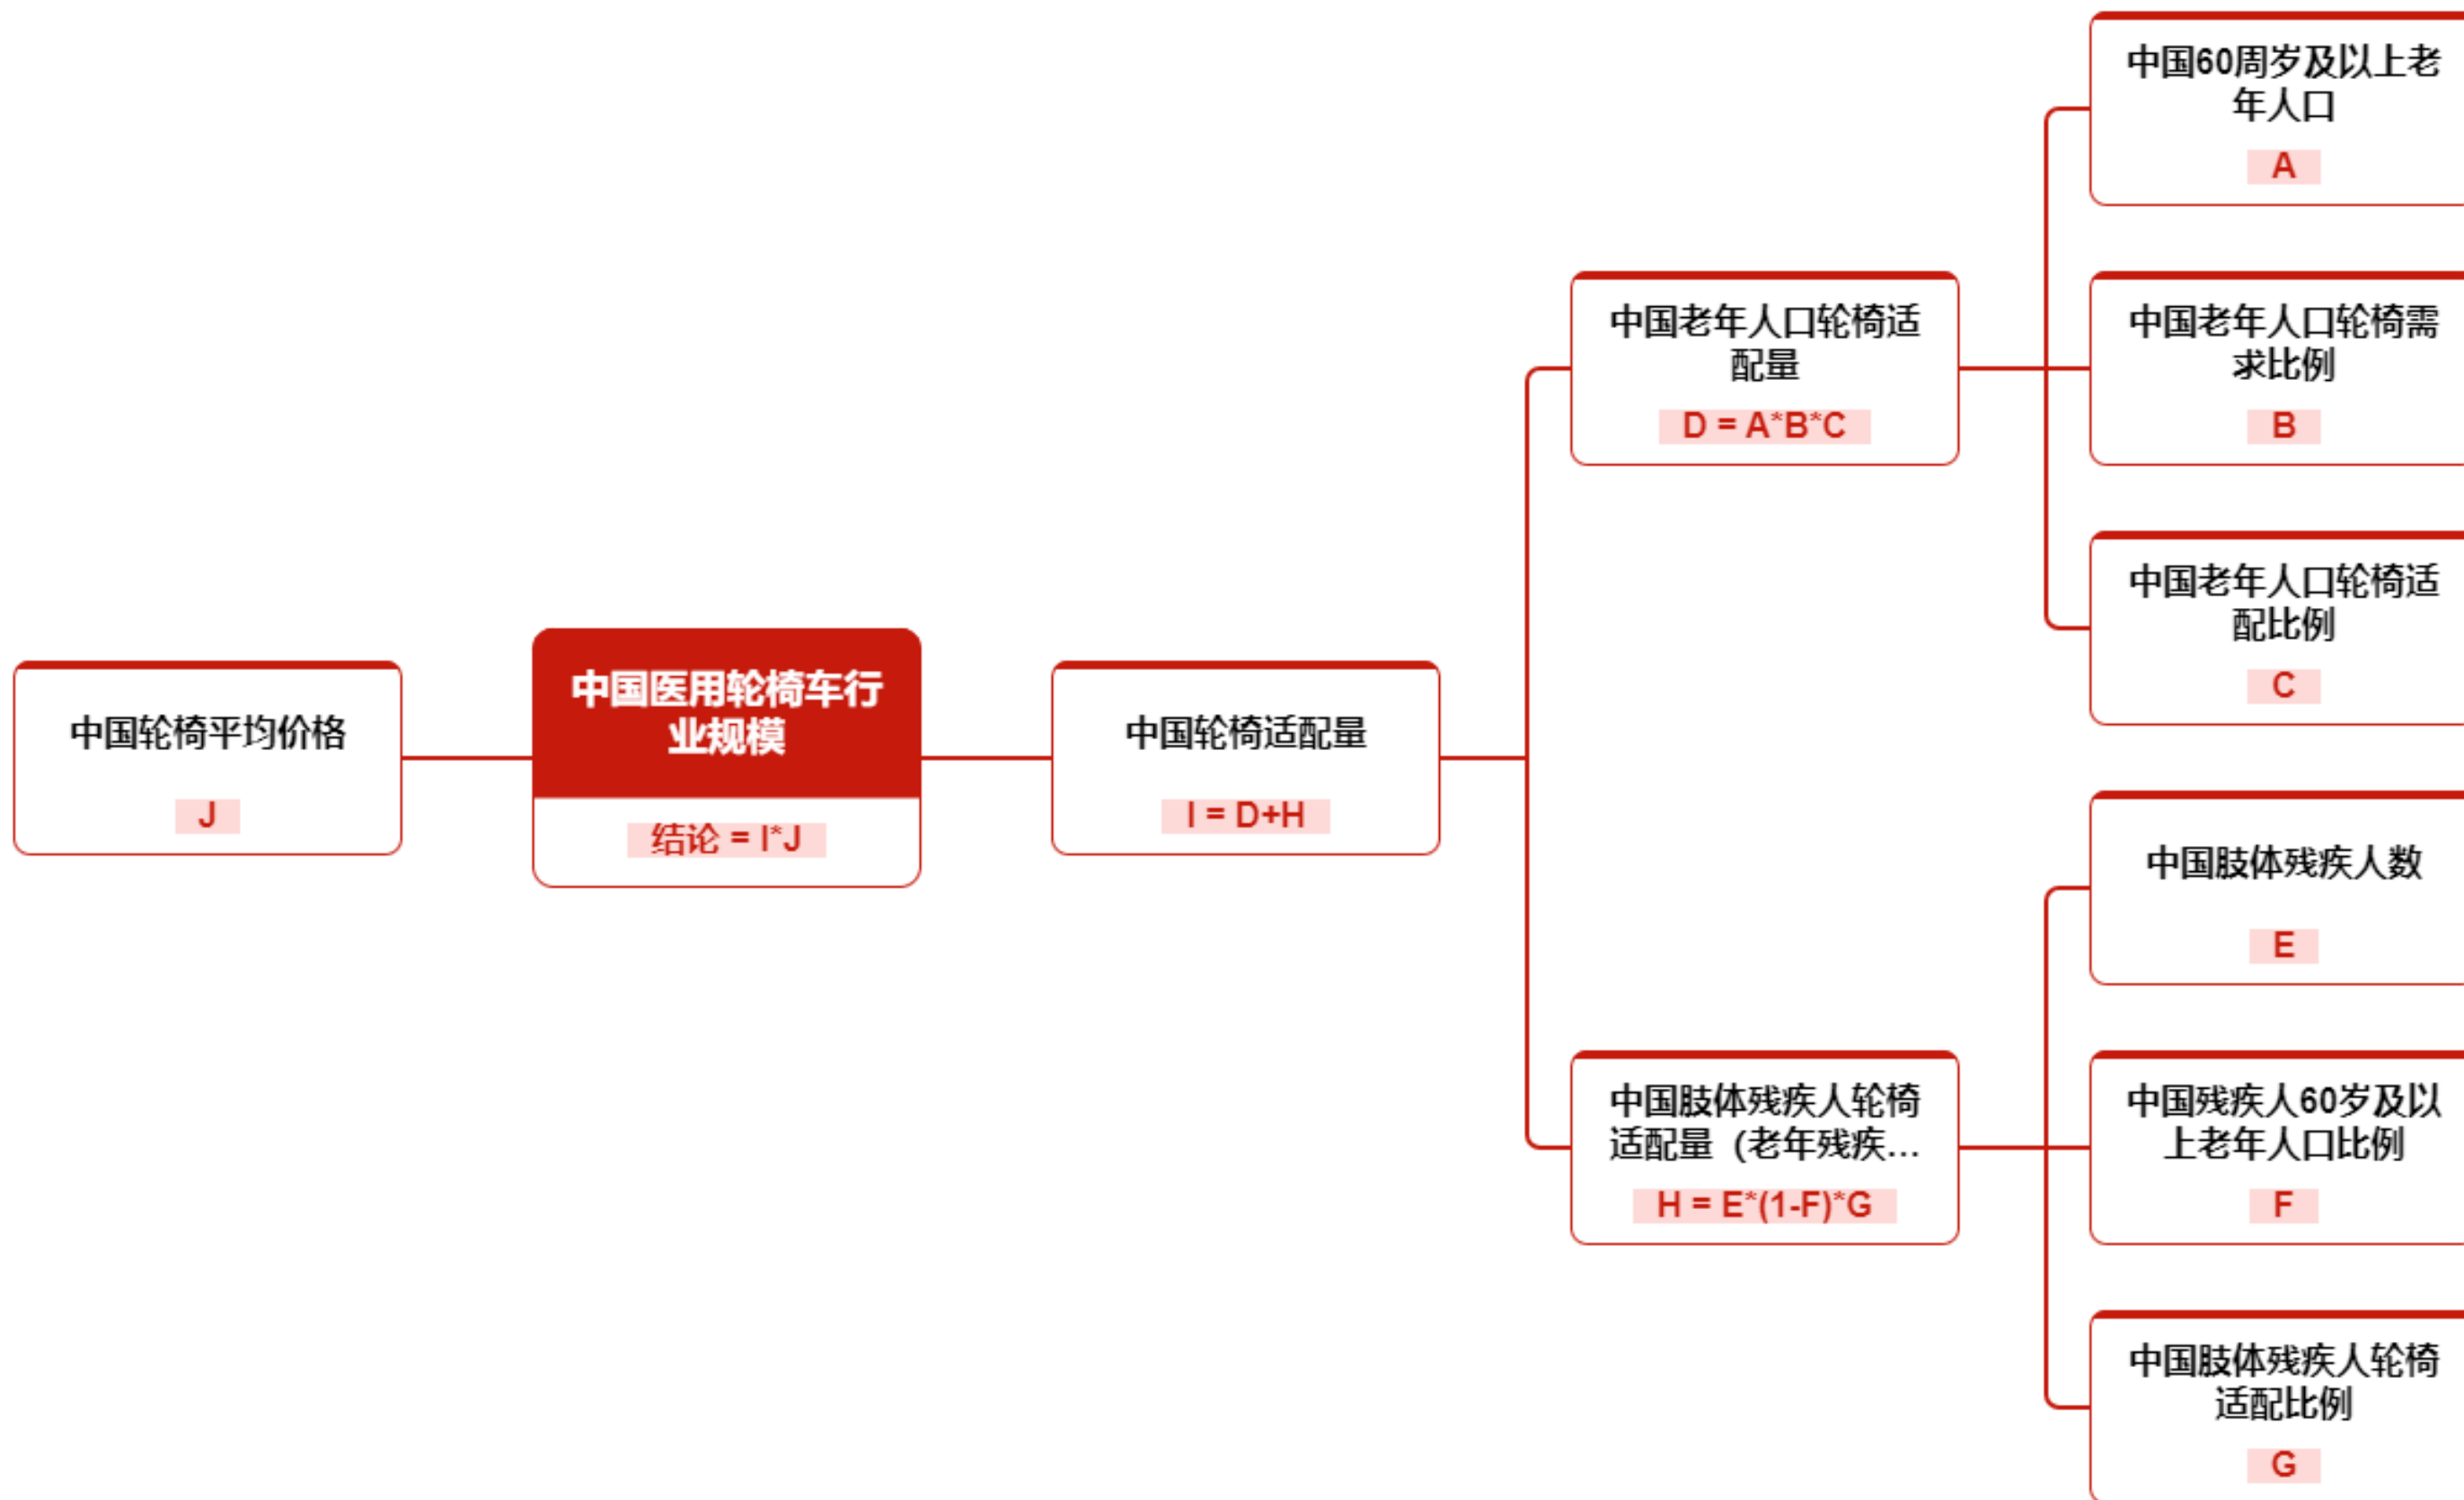 中国60周岁及以上老
年人口
A
中国老年人口轮椅适
配量
D = A*B*C
中国老年人口轮椅需
求比例
B
中国老年人口轮椅适
配比例
C
中国轮椅平均价格
J
中国医用轮椅车行
业规模
结论 = I*J
中国轮椅适配量
I = D+H
中国肢体残疾人数
E
中国肢体残疾人轮椅
适配量（老年残疾...
H = E*(1-F)*G
中国残疾人60岁及以
上老年人口比例
F
中国肢体残疾人轮椅
适配比例
G